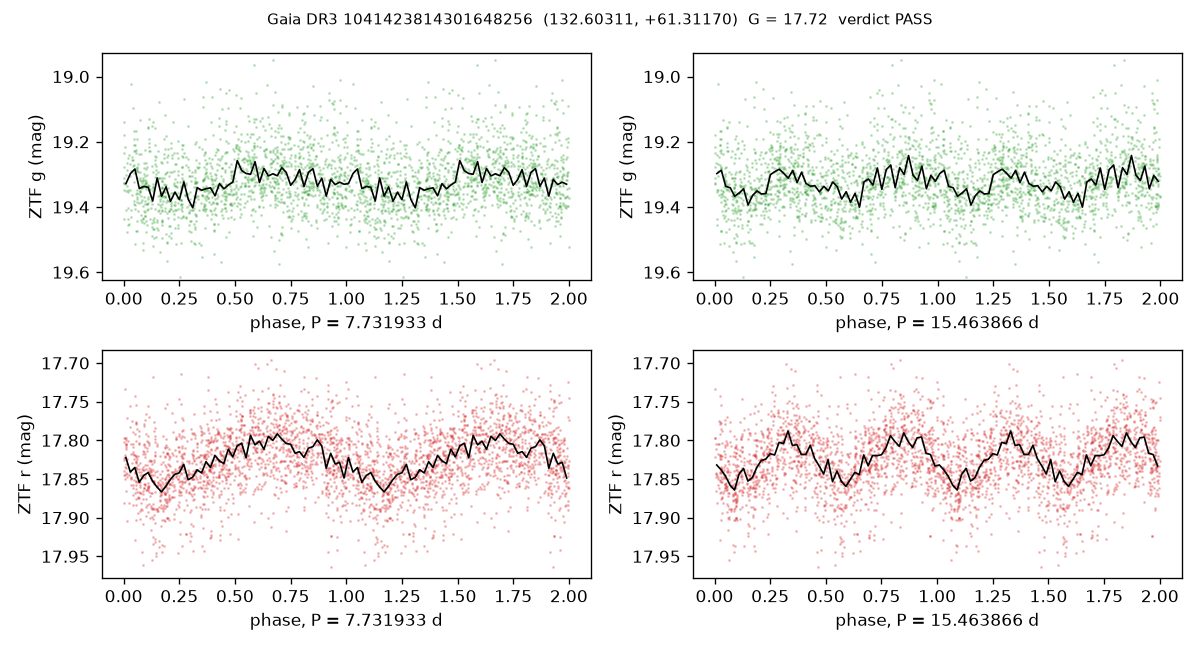 Gaia DR3 1041423814301648256  (132.60311, +61.31170)  G = 17.72  verdict PASS
ZTF g (mag)
19.0
19.2
19.4
19.6
0.00 0.25 0.50 0.75 1.00 1.25 1.50 1.75 2.00
phase, P = 7.731933 d
ZTF g (mag)
19.0
19.2
19.4
19.6
0.00 0.25 0.50 0.75 1.00 1.25 1.50 1.75 2.00
phase, P = 15.463866 d
ZTF r (mag)
17.70
17.75
17.80
17.85
17.90
17.95
0.00 0.25 0.50 0.75 1.00 1.25 1.50 1.75 2.00
phase, P = 7.731933 d
ZTF r (mag)
17.70
17.75
17.80
17.85
17.90
17.95
0.00 0.25 0.50 0.75 1.00 1.25 1.50 1.75 2.00
phase, P = 15.463866 d